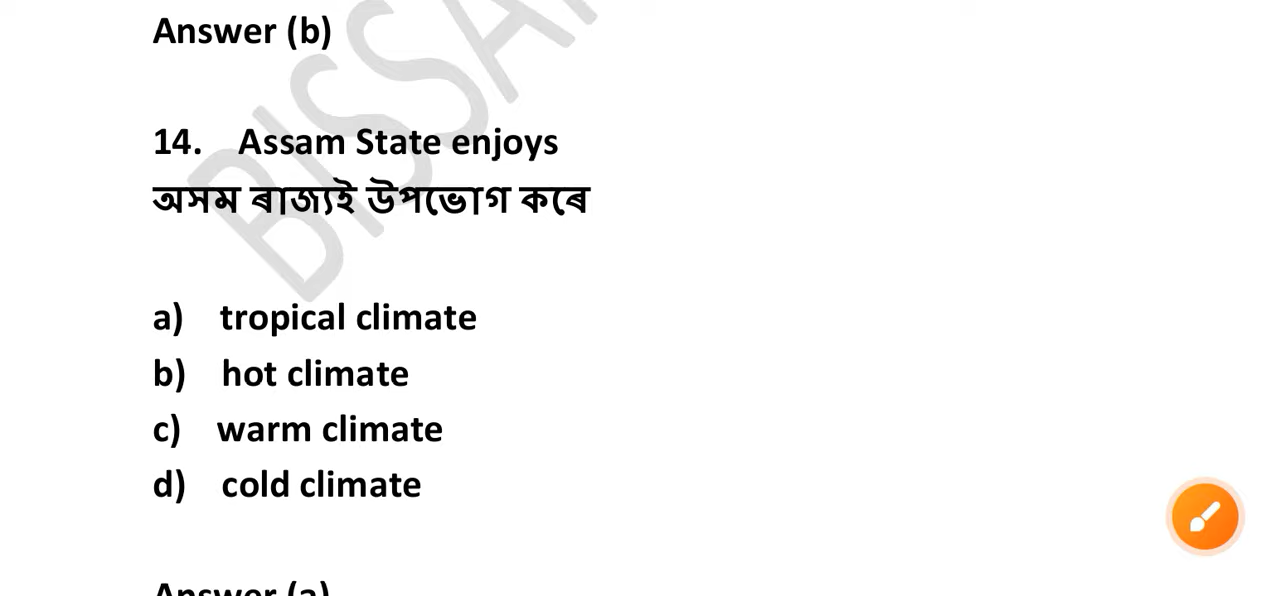 Answer (b)
14. Assam State enjoys
অসম ৰাজ্যই উপভোগ কৰে
a) tropical climate
b) hot climate
c) warm climate
d) cold climate
Answer (a)